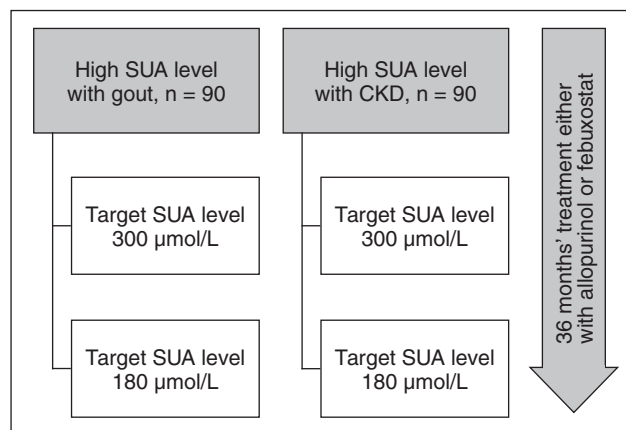 High SUA level
with gout, n = 90
High SUA level
with CKD, n = 90
Target SUA level
300 µmol/L
Target SUA level
300 µmol/L
Target SUA level
180 µmol/L
Target SUA level
180 µmol/L
36 months’ treatment either
with allopurinol or febuxostat